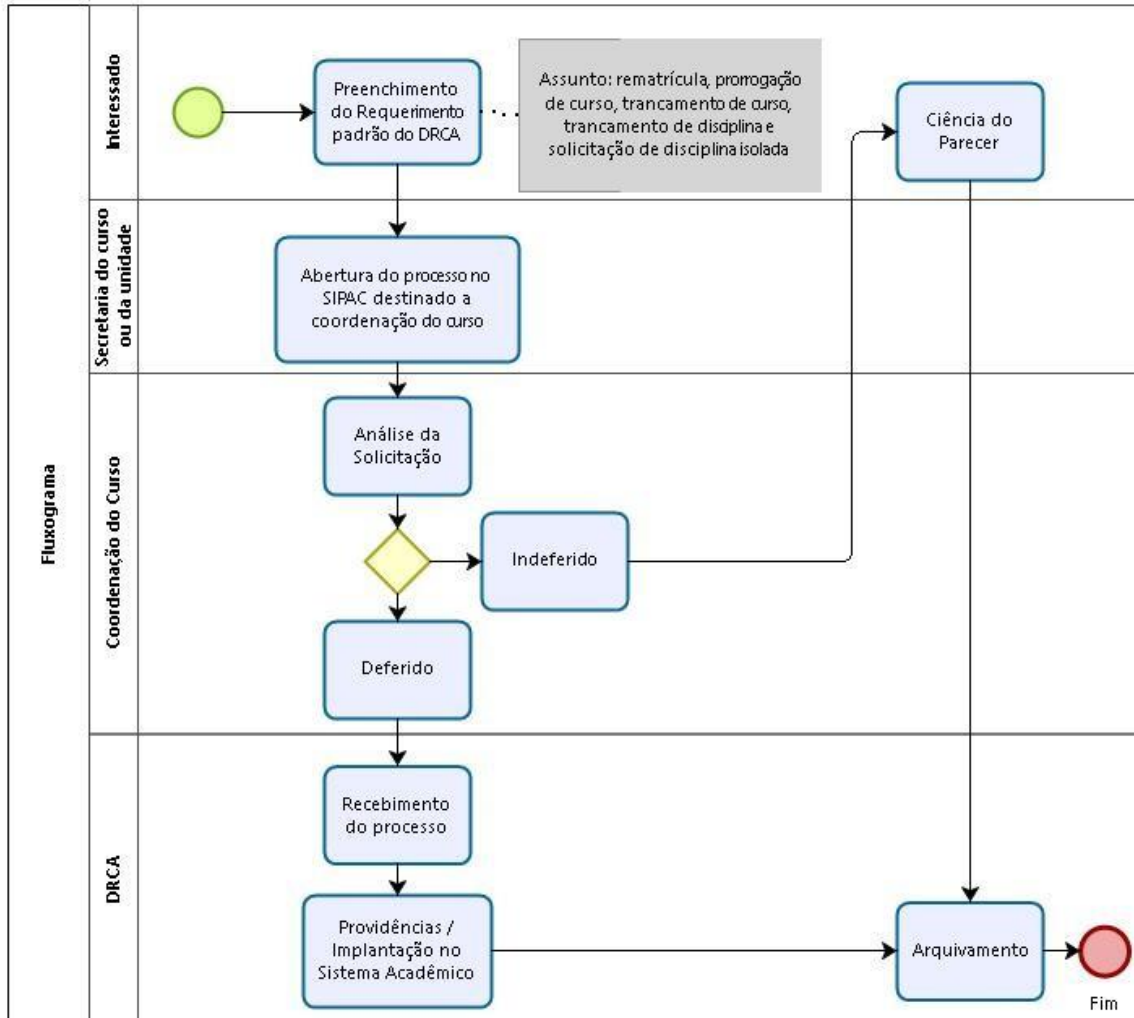 Fluxograma
Interessado
Preenchimento
do Requerimento
padrão do DRCA
Assunto: rematrícula, prorrogação
de curso, trancamento de curso,
trancamento de disciplina e
solicitação de disciplina isolada
Ciência do
Parecer
Secretaria do curso
ou da unidade
Abertura do processo no
SIPAC destinado a
coordenação do curso
Coordenação do Curso
Análise da
Solicitação
Indeferido
Deferido
DRCA
Recebimento
do processo
Providências /
Implantação no
Sistema Acadêmico
Arquivamento
Fim